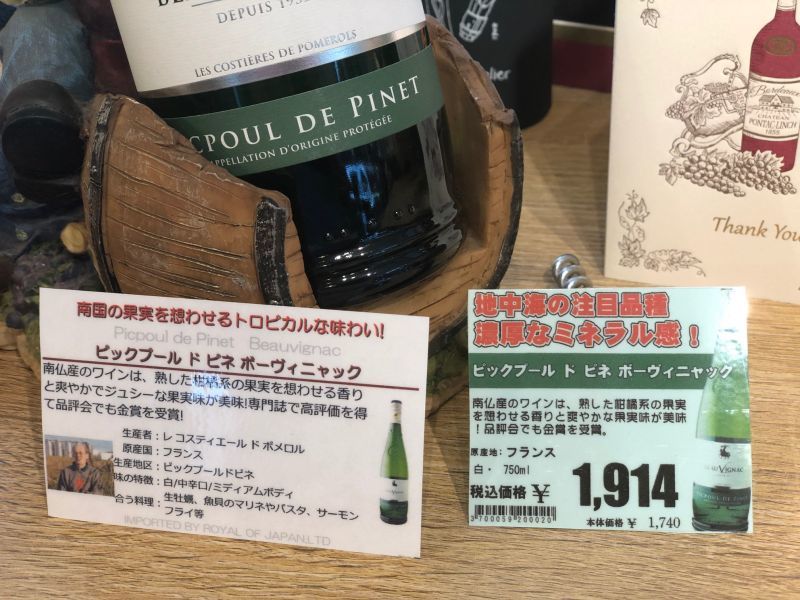 DEPUIS 1932
LES COSTIÈRES DE POMEROLS
PICPOUL DE PINET
APPELLATION D'ORIGINE PROTÉGÉE
elier
Bordeaux
CHATEAU
PONTAC-LYNCH
1855
Thank You
南国の果実を想わせるトロピカルな味わい!
Picpoul de Pinet Beauvignac
ピックプール ド ピネ ボーヴィニャック
南仏産のワインは、熟した柑橘系の果実を想わせる香り
と爽やかでジューシな果実味が美味!専門誌で高評価を得
て品評会でも金賞を受賞!
生産者：レ コスティエール ド ポメロル
原産国：フランス
生産地区：ピックプールドピネ
味の特徴：白/中辛口/ミディアムボディ
合う料理：生牡蠣、魚貝のマリネやパスタ、サーモン
フライ等
IMPORTED BY ROYAL OF JAPAN.LTD
地中海の注目品種
濃厚なミネラル感！
ピックプール ド ピネ ボーヴィニャック
南仏産のワインは、熟した柑橘系の果実
を想わせる香りと爽やかな果実味が美味
！品評会でも金賞を受賞。
原産地: フランス
白・ 750ml
税込価格 ¥ 1,914
3700059200020
本体価格 ¥ 1,740
BEAUVIGNAC
PICPOUL DE PINET